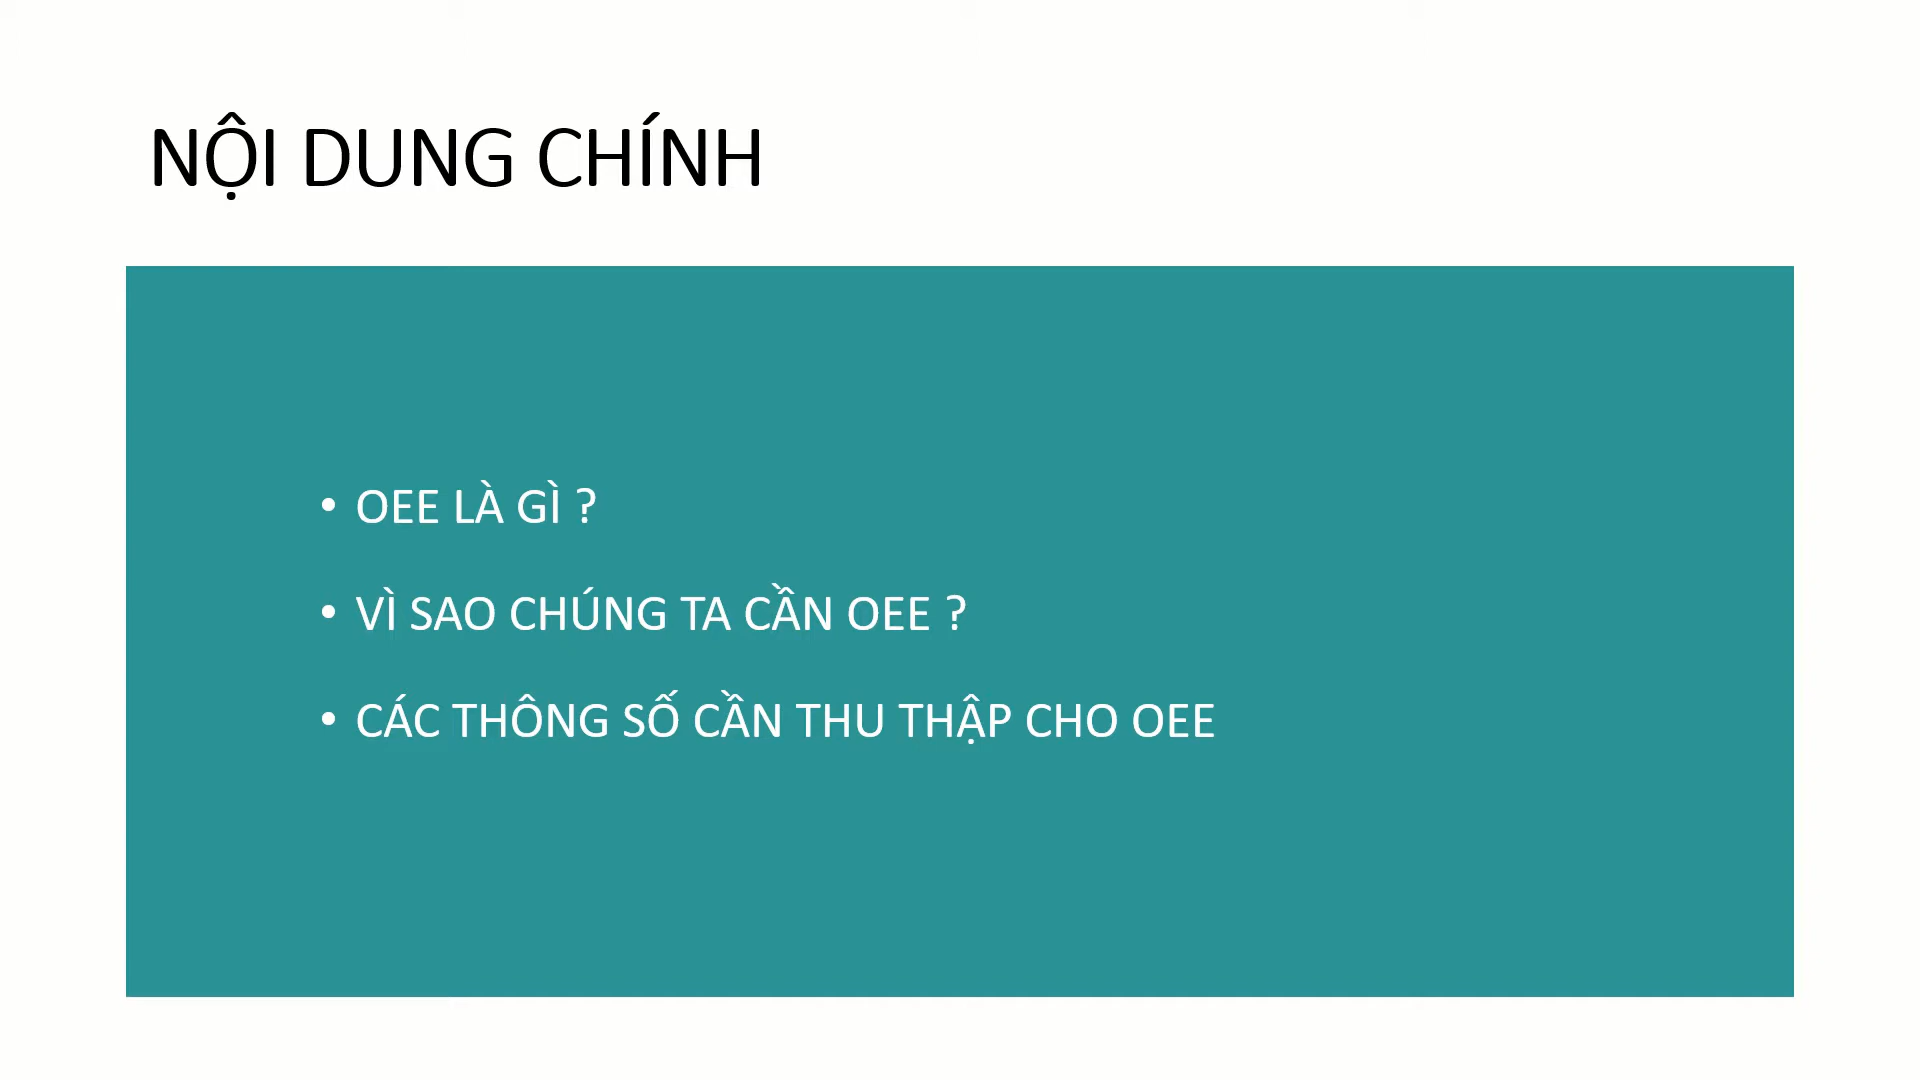 NỘI DUNG CHÍNH
• OEE LÀ GÌ ?
• VÌ SAO CHÚNG TA CẦN OEE ?
• CÁC THÔNG SỐ CẦN THU THẬP CHO OEE